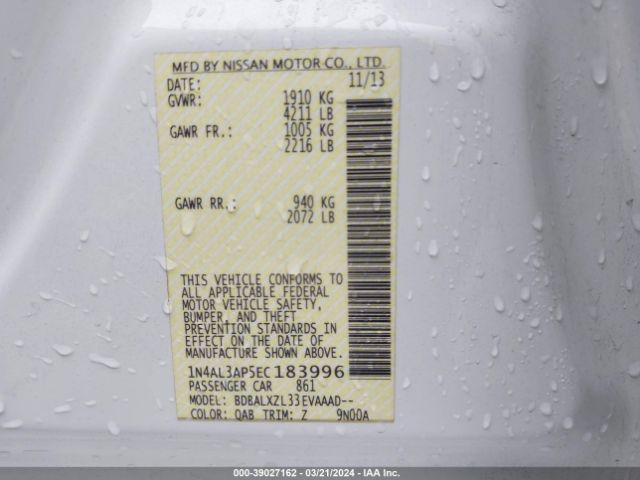 MFD BY NISSAN MOTOR CO., LTD.
DATE: 11/13
GVWR: 1910 KG
4211 LB
GAWR FR.: 1005 KG
2216 LB
GAWR RR.: 940 KG
2072 LB
THIS VEHICLE CONFORMS TO
ALL APPLICABLE FEDERAL
MOTOR VEHICLE SAFETY,
BUMPER, AND THEFT
PREVENTION STANDARDS IN
EFFECT ON THE DATE OF
MANUFACTURE SHOWN ABOVE.
1N4AL3AP5EC183996
PASSENGER CAR 861
MODEL: BDBALXZL33EVAAAD--
COLOR: QAB TRIM: Z 9N00A
000-39027162 - 03/21/2024 - IAA Inc.